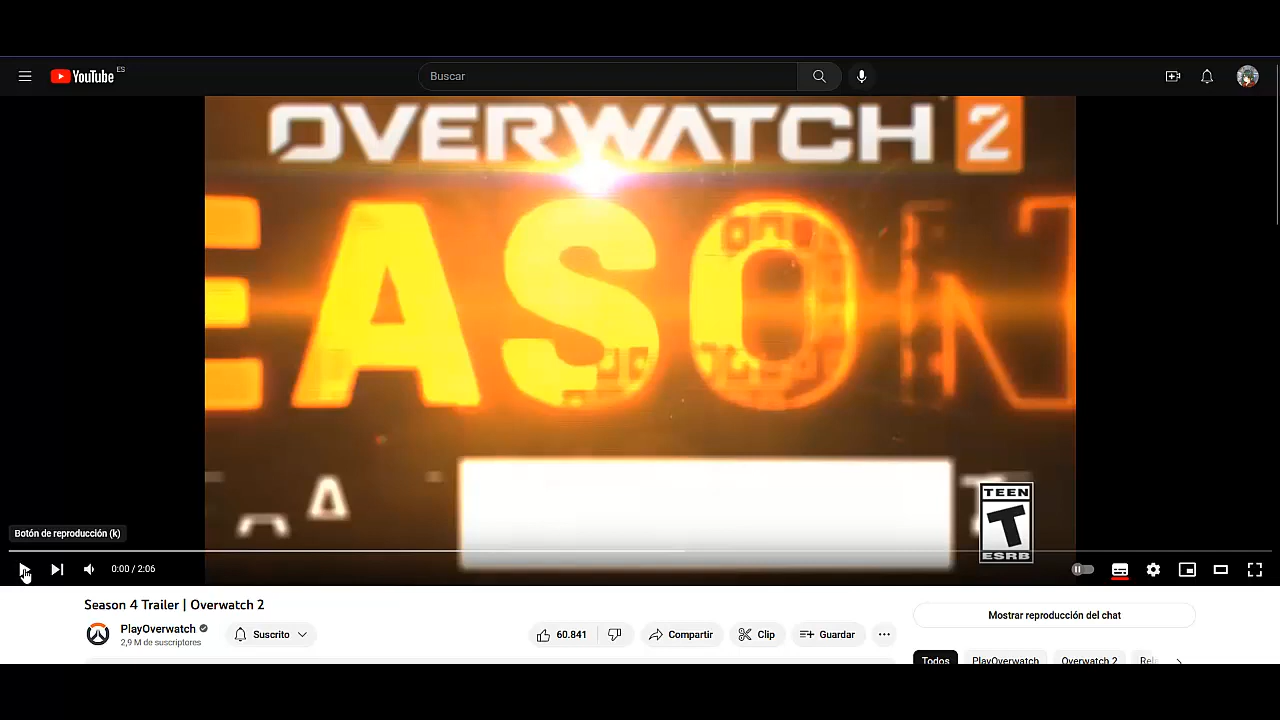 YouTube ES
Buscar
OVERWATCH 2
EASON
A
TEEN
T
ESRB
Botón de reproducción (k)
0:00 / 2:06
Season 4 Trailer | Overwatch 2
PlayOverwatch
2,9 M de suscriptores
Suscrito
60.841
Compartir
Clip
Guardar
Mostrar reproducción del chat
Todos
PlayOverwatch
Overwatch 2
Rela